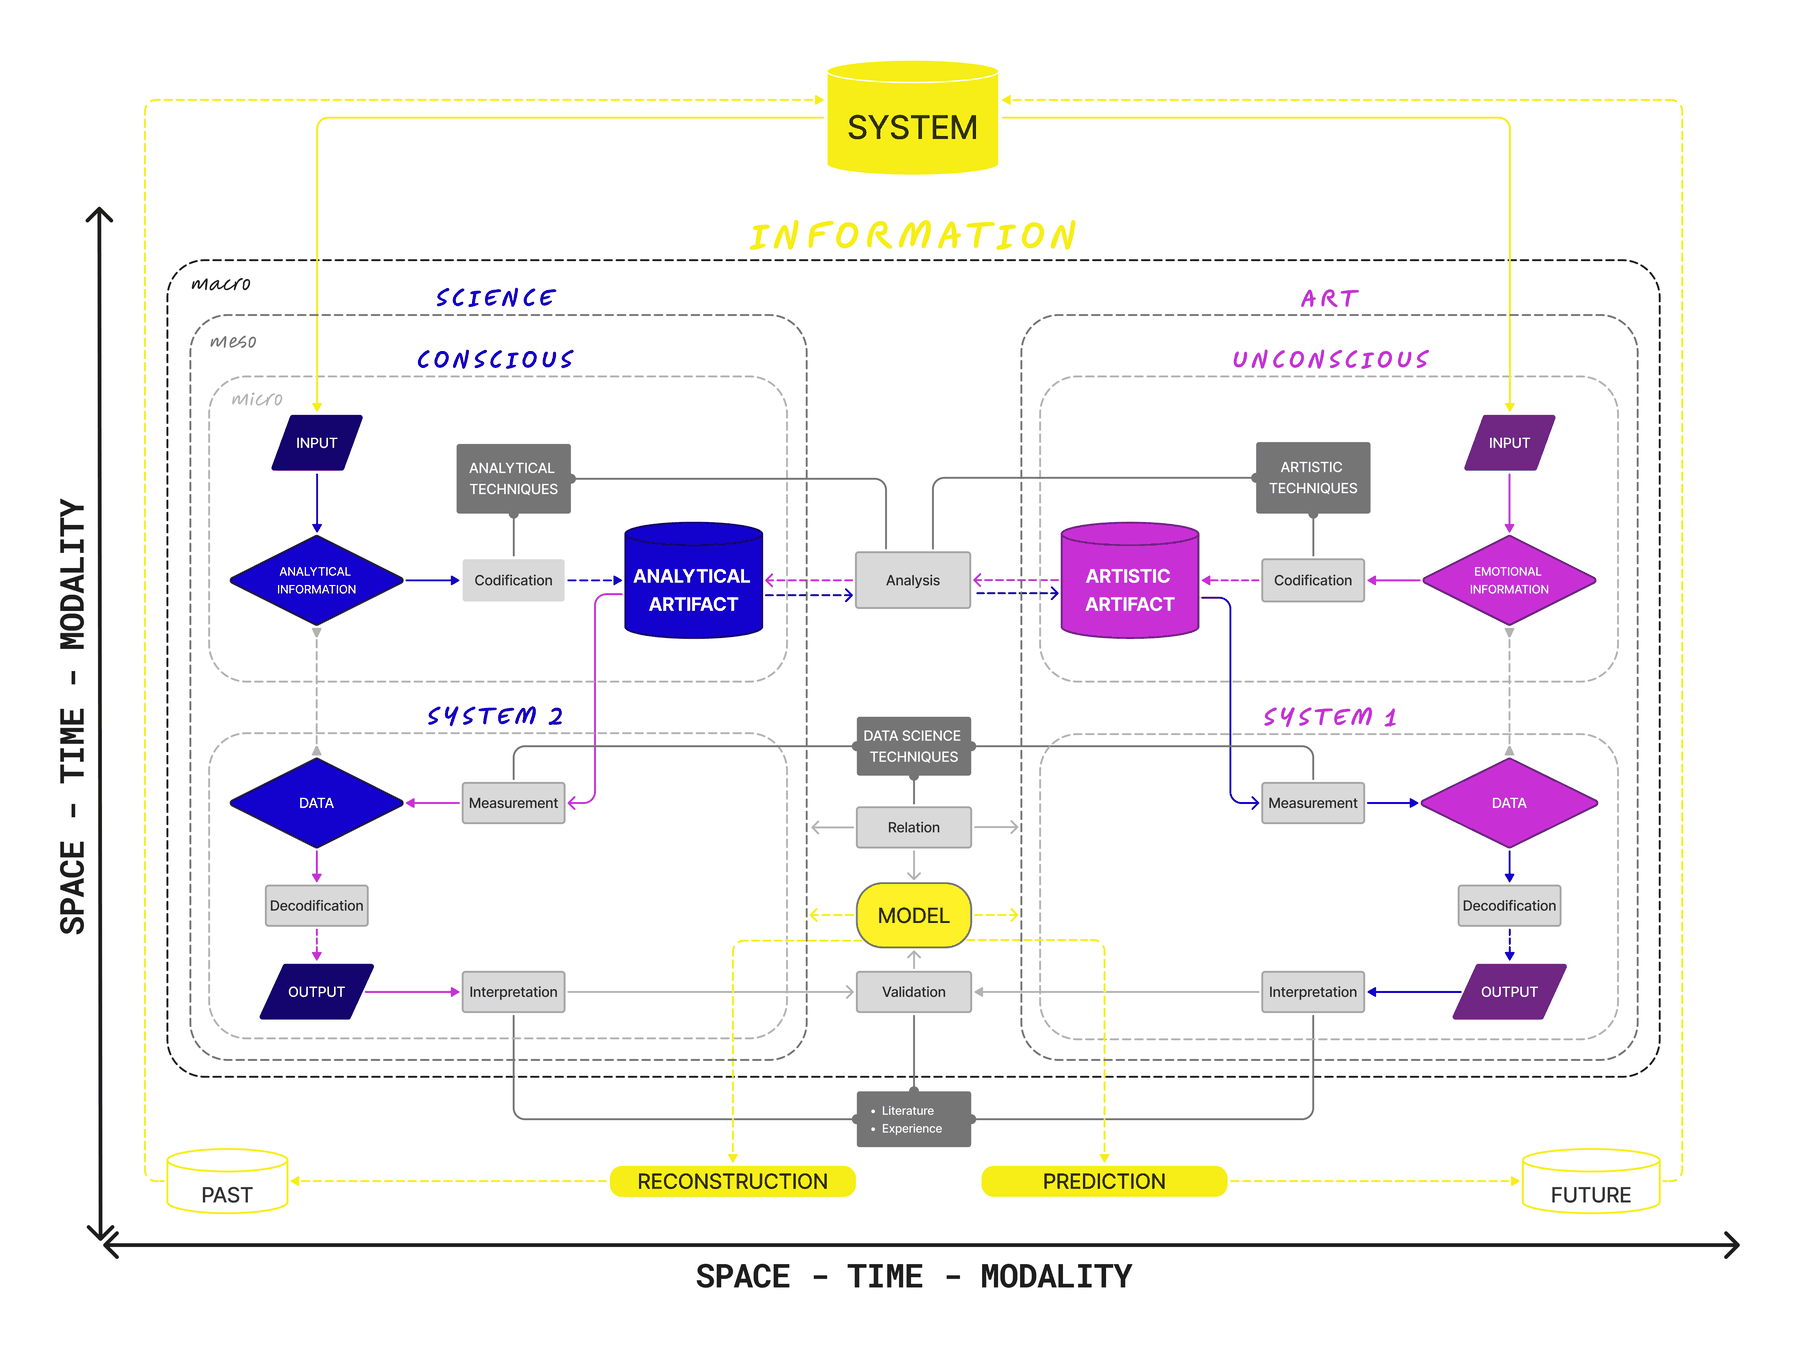 SYSTEM
INFORMATION
macro
SCIENCE
ART
meso
CONSCIOUS
UNCONSCIOUS
micro
INPUT
ANALYTICAL
TECHNIQUES
ARTISTIC
TECHNIQUES
INPUT
ANALYTICAL
INFORMATION
Codification
ANALYTICAL
ARTIFACT
Analysis
ARTISTIC
ARTIFACT
Codification
EMOTIONAL
INFORMATION
SYSTEM 2
SYSTEM 1
DATA SCIENCE
TECHNIQUES
DATA
Measurement
Relation
Measurement
DATA
Decodification
MODEL
Decodification
OUTPUT
Interpretation
Validation
Interpretation
OUTPUT
• Literature
• Experience
PAST
RECONSTRUCTION
PREDICTION
FUTURE
SPACE - TIME - MODALITY
SPACE - TIME - MODALITY